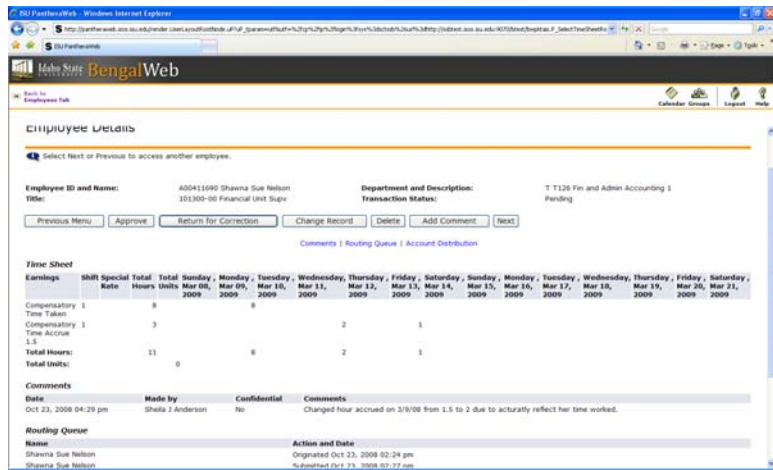 ISU PantheraWeb - Windows Internet Explorer
ISU PantheraWeb
Page
Tools
Idaho State BengalWeb
Back to
Employees Tab
Calendar Groups Logout Help
Employee Details
Select Next or Previous to access another employee.
Employee ID and Name: A00411690 Shawna Sue Nelson Department and Description: T T126 Fin and Admin Accounting 1
Title: 101300-00 Financial Unit Supv Transaction Status: Pending
Previous Menu Approve Return for Correction Change Record Delete Add Comment Next
Comments | Routing Queue | Account Distribution
Time Sheet
Earnings Shift Special Total Total Sunday , Monday , Tuesday , Wednesday, Thursday , Friday , Saturday , Sunday , Monday , Tuesday , Wednesday, Thursday , Friday , Saturday ,
Rate Hours Units Mar 08, Mar 09, Mar 10, Mar 11, Mar 12, Mar 13, Mar 14, Mar 15, Mar 16, Mar 17, Mar 18, Mar 19, Mar 20, Mar 21,
2009 2009 2009 2009 2009 2009 2009 2009 2009 2009 2009 2009 2009 2009
Compensatory 1 8 8
Time Taken
Compensatory 1 3 2 1
Time Accrue
1.5
Total Hours: 11 8 2 1
Total Units: 0
Comments
Date Made by Confidential Comments
Oct 23, 2008 04:29 pm Sheila J Anderson No Changed hour accrued on 3/9/08 from 1.5 to 2 due to acturatly reflect her time worked.
Routing Queue
Name Action and Date
Shawna Sue Nelson Originated Oct 23, 2008 02:24 pm
Shawna Sue Nelson Submitted Oct 23, 2008 02:27 pm